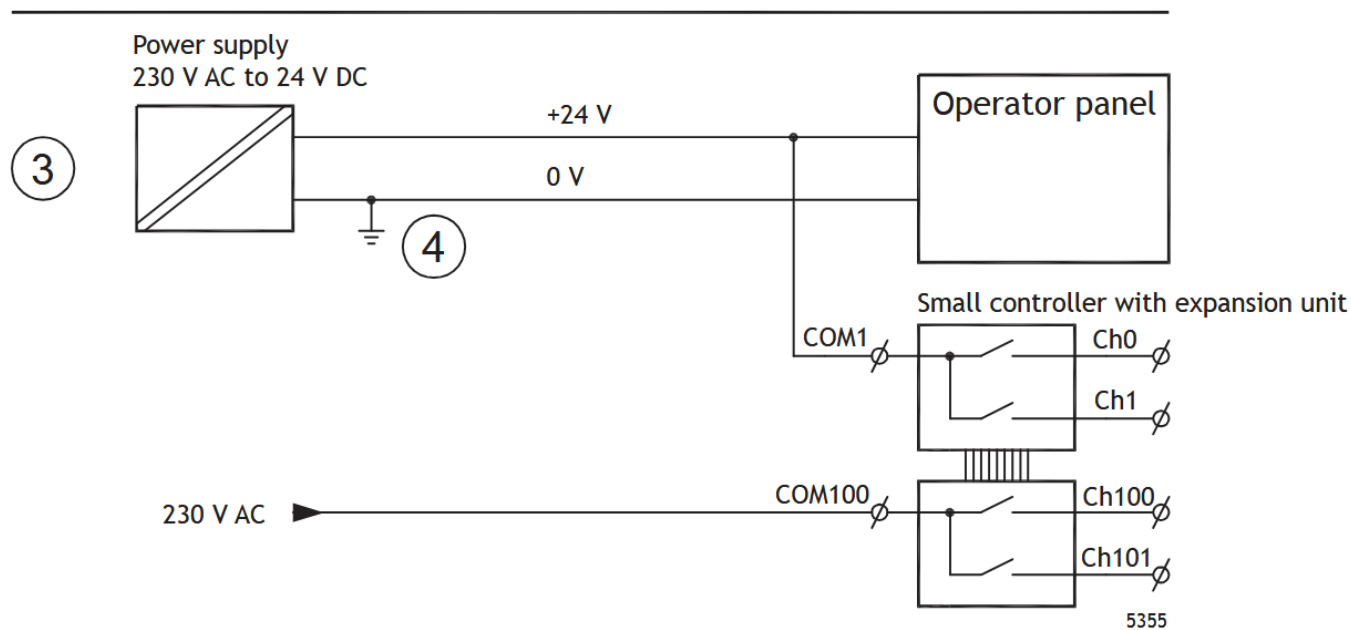 Power supply
230 V AC to 24 V DC
Operator panel
+24 V
3
0 V
4
Small controller with expansion unit
COM1
Ch0
Ch1
COM100
Ch100
230 V AC
Ch101
5355